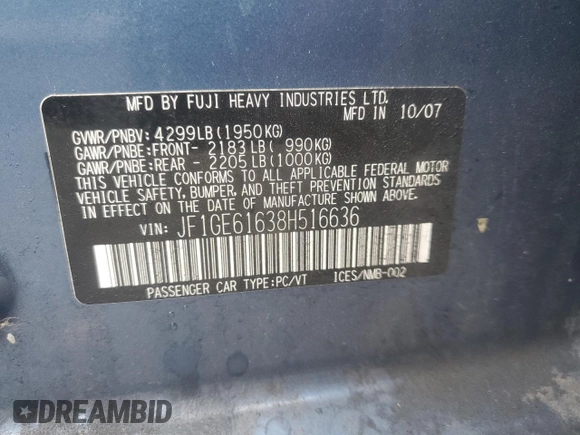 MFD BY FUJI HEAVY INDUSTRIES LTD.
MFD IN 10/07
GVWR/PNBV: 4299LB(1950KG)
GAWR/PNBE:FRONT- 2183LB( 990KG)
GAWR/PNBE:REAR - 2205LB(1000KG)
THIS VEHICLE CONFORMS TO ALL APPLICABLE FEDERAL MOTOR
VEHICLE SAFETY, BUMPER, AND THEFT PREVENTION STANDARDS
IN EFFECT ON THE DATE OF MANUFACTURE SHOWN ABOVE.
VIN: JF1GE61638H516636
PASSENGER CAR TYPE:PC/VT ICES/NMB-002
DREAMBID